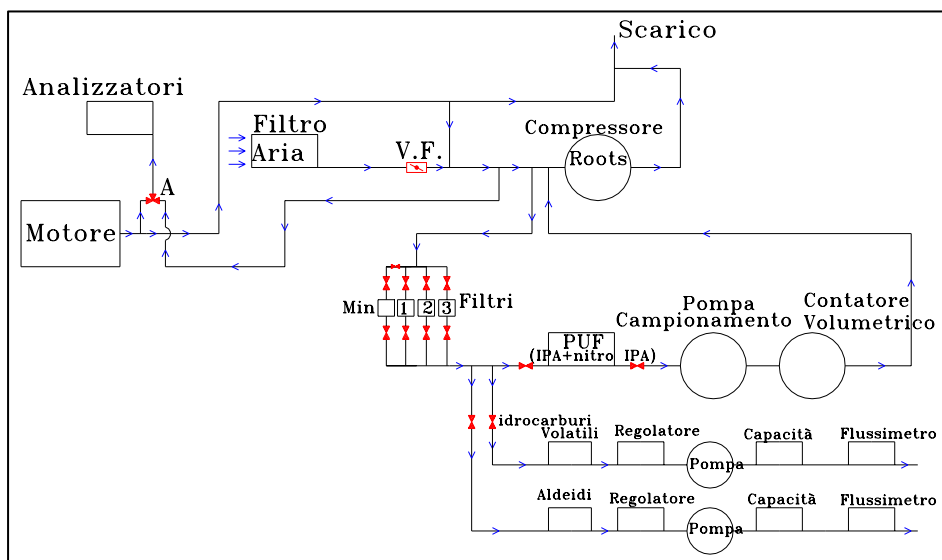 Scarico
Analizzatori
Filtro
Aria
V.F.
Compressore
Roots
A
Motore
Min
1
2
3
Filtri
PUF
(IPA+nitro IPA)
Pompa
Campionamento
Contatore
Volumetrico
idrocarburi
Volatili
Regolatore
Pompa
Capacità
Flussimetro
Aldeidi
Regolatore
Pompa
Capacità
Flussimetro